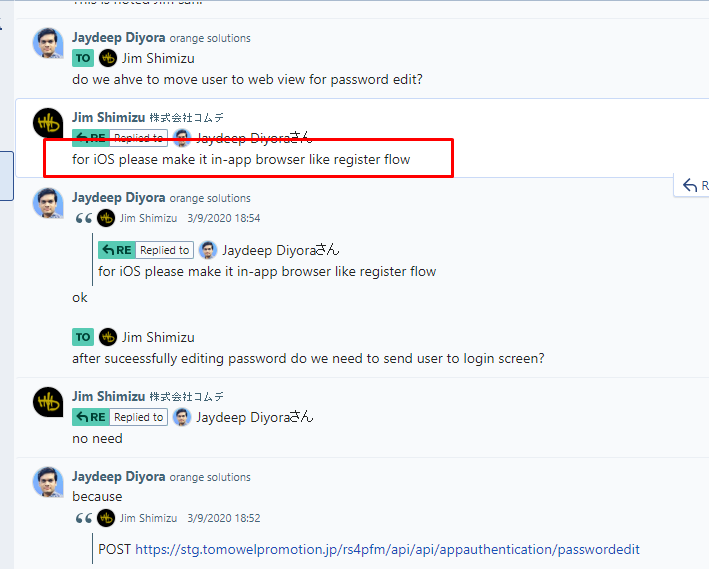 This is noted Jim San.
Jaydeep Diyora orange solutions
TO Jim Shimizu
do we ahve to move user to web view for password edit?
Jim Shimizu 株式会社コムデ
RE Replied to Jaydeep Diyoraさん
for iOS please make it in-app browser like register flow
R
Jaydeep Diyora orange solutions
Jim Shimizu 3/9/2020 18:54
RE Replied to Jaydeep Diyoraさん
for iOS please make it in-app browser like register flow
ok
TO Jim Shimizu
after suceessfully editing password do we need to send user to login screen?
Jim Shimizu 株式会社コムデ
RE Replied to Jaydeep Diyoraさん
no need
Jaydeep Diyora orange solutions
because
Jim Shimizu 3/9/2020 18:52
POST https://stg.tomowelpromotion.jp/rs4pfm/api/api/appauthentication/passwordedit